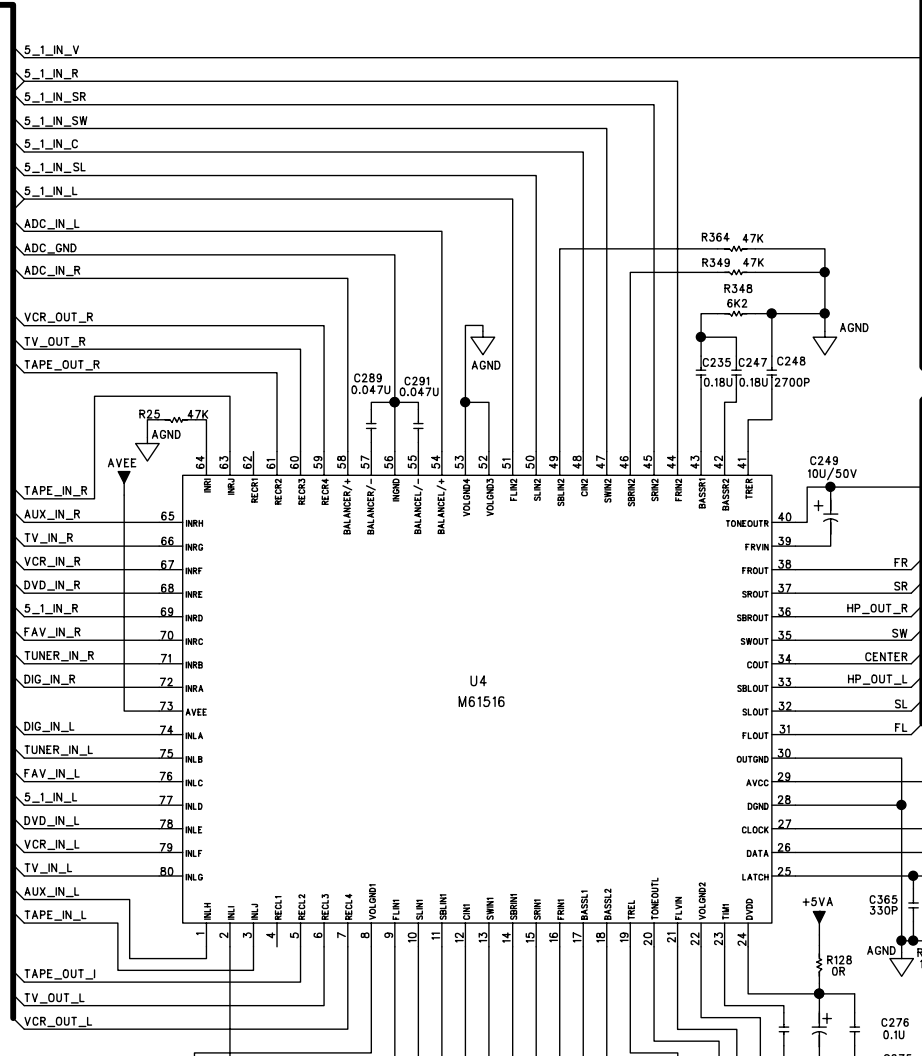 5_1_IN_V
5_1_IN_R
5_1_IN_SR
5_1_IN_SW
5_1_IN_C
5_1_IN_SL
5_1_IN_L
ADC_IN_L
ADC_GND
ADC_IN_R
R364 47K
R349 47K
R348
6K2
AGND
VCR_OUT_R
TV_OUT_R
TAPE_OUT_R
AGND
C235 C247 C248
0.18U 0.18U 2700P
C289 C291
0.047U 0.047U
R25 47K
AGND
AVEE
64 63 62 61 60 59 58 57 56 55 54 53 52 51 50 49 48 47 46 45 44 43 42 41
INRI INRJ RECR1 RECR2 RECR3 RECR4 BALANCER/+ BALANCER/- INGND BALANCEL/- BALANCEL/+ VOLGND4 VOLGND3 FLIN2 SLIN2 SBLIN2 CIN2 SWIN2 SBRIN2 SRIN2 FRIN2 BASSR1 BASSR2 TRER
C249
10U/50V
+
TAPE_IN_R
AUX_IN_R 65 INRH
TV_IN_R 66 INRG
VCR_IN_R 67 INRF
DVD_IN_R 68 INRE
5_1_IN_R 69 INRD
FAV_IN_R 70 INRC
TUNER_IN_R 71 INRB
DIG_IN_R 72 INRA
73 AVEE
DIG_IN_L 74 INLA
TUNER_IN_L 75 INLB
FAV_IN_L 76 INLC
5_1_IN_L 77 INLD
DVD_IN_L 78 INLE
VCR_IN_L 79 INLF
TV_IN_L 80 INLG
AUX_IN_L
TAPE_IN_L
U4
M61516
TONEOUTR 40
FRVIN 39
FROUT 38 FR
SROUT 37 SR
SBROUT 36 HP_OUT_R
SWOUT 35 SW
COUT 34 CENTER
SBLOUT 33 HP_OUT_L
SLOUT 32 SL
FLOUT 31 FL
OUTGND 30
AVCC 29
DGND 28
CLOCK 27
DATA 26
LATCH 25
INLH INLI INLJ RECL1 RECL2 RECL3 RECL4 VOLGND1 FLIN1 SLIN1 SBLIN1 CIN1 SWIN1 SBRIN1 SRIN1 FRIN1 BASSL1 BASSL2 TREL TONEOUTL FLVIN VOLGND2 TIM1 DVDD
1 2 3 4 5 6 7 8 9 10 11 12 13 14 15 16 17 18 19 20 21 22 23 24
+5VA
C365
330P
AGND
R128
0R
TAPE_OUT_I
TV_OUT_L
VCR_OUT_L
+
C276
0.1U